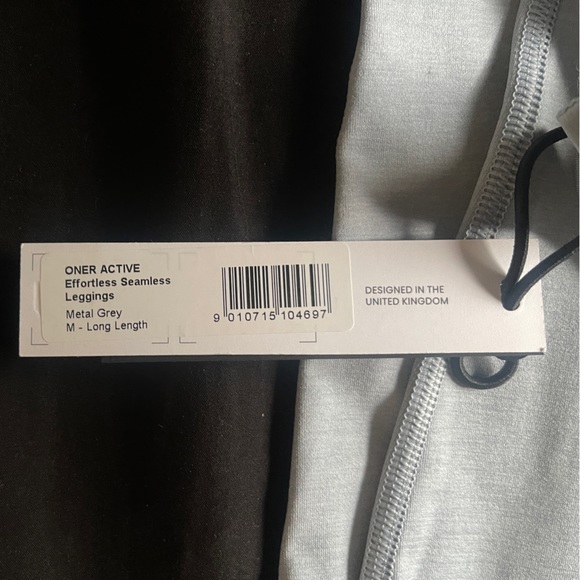 ONER ACTIVE
Effortless Seamless
Leggings
Metal Grey
M - Long Length
9 010715 104697
DESIGNED IN THE
UNITED KINGDOM